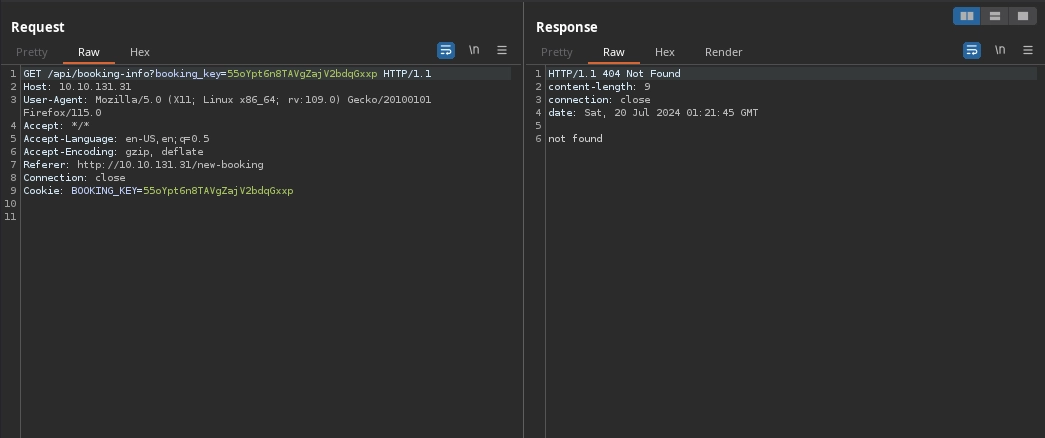 Request
Pretty Raw Hex
\n
1 GET /api/booking-info?booking_key=55oYpt6n8TAVgZajV2bdqGxxp HTTP/1.1
2 Host: 10.10.131.31
3 User-Agent: Mozilla/5.0 (X11; Linux x86_64; rv:109.0) Gecko/20100101
Firefox/115.0
4 Accept: */*
5 Accept-Language: en-US,en;q=0.5
6 Accept-Encoding: gzip, deflate
7 Referer: http://10.10.131.31/new-booking
8 Connection: close
9 Cookie: BOOKING_KEY=55oYpt6n8TAVgZajV2bdqGxxp
10
11
Response
Pretty Raw Hex Render
\n
1 HTTP/1.1 404 Not Found
2 content-length: 9
3 connection: close
4 date: Sat, 20 Jul 2024 01:21:45 GMT
5
6 not found